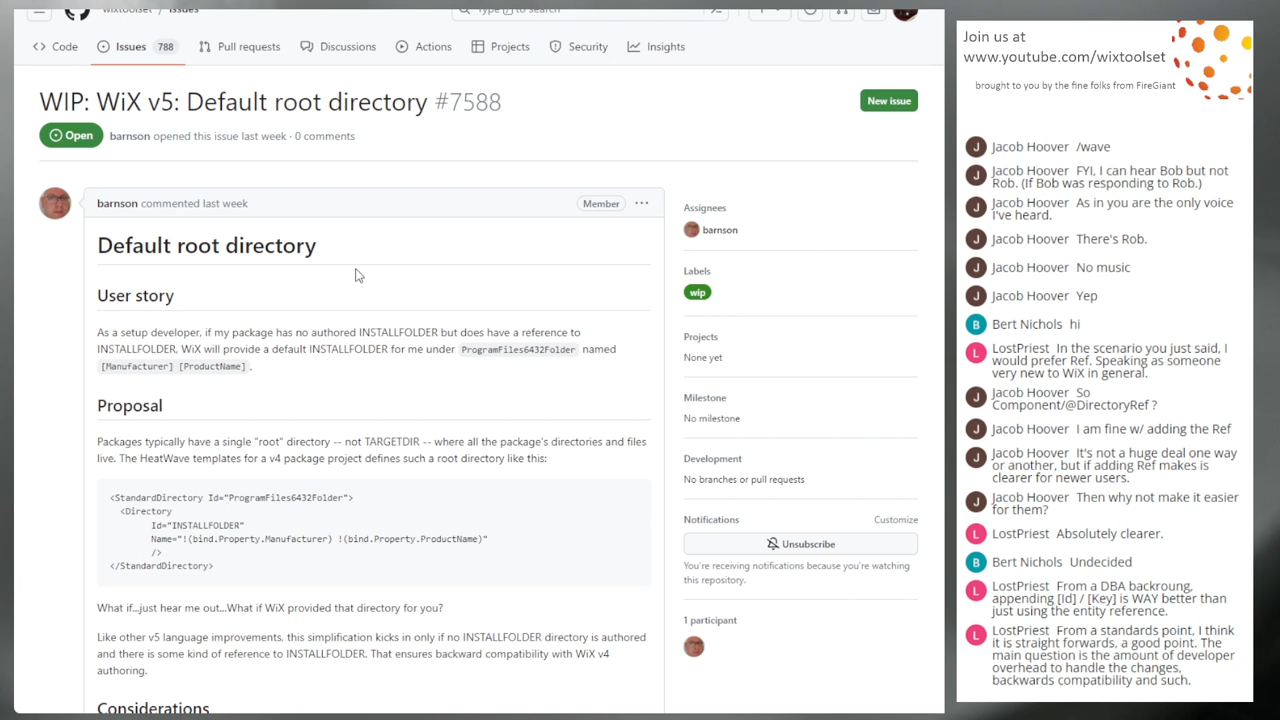 wixtoolset / issues
Type [/] to search
Code
Issues 788
Pull requests
Discussions
Actions
Projects
Security
Insights
WIP: WiX v5: Default root directory #7588
New issue
Open
barnson opened this issue last week · 0 comments
barnson commented last week
Member
Default root directory
User story
As a setup developer, if my package has no authored INSTALLFOLDER but does have a reference to
INSTALLFOLDER, WiX will provide a default INSTALLFOLDER for me under ProgramFiles6432Folder named
[Manufacturer] [ProductName].
Proposal
Packages typically have a single "root" directory -- not TARGETDIR -- where all the package's directories and files
live. The HeatWave templates for a v4 package project defines such a root directory like this:
<StandardDirectory Id="ProgramFiles6432Folder">
<Directory
Id="INSTALLFOLDER"
Name="!(bind.Property.Manufacturer) !(bind.Property.ProductName)"
/>
</StandardDirectory>
What if...just hear me out...What if WiX provided that directory for you?
Like other v5 language improvements, this simplification kicks in only if no INSTALLFOLDER directory is authored
and there is some kind of reference to INSTALLFOLDER. That ensures backward compatibility with WiX v4
authoring.
Considerations
Assignees
barnson
Labels
wip
Projects
None yet
Milestone
No milestone
Development
No branches or pull requests
Notifications
Customize
Unsubscribe
You're receiving notifications because you're watching
this repository.
1 participant
Join us at
www.youtube.com/wixtoolset
brought to you by the fine folks from FireGiant
J
Jacob Hoover /wave
J
Jacob Hoover FYI, I can hear Bob but not
Rob. (If Bob was responding to Rob.)
J
Jacob Hoover As in you are the only voice
I've heard.
J
Jacob Hoover There's Rob.
J
Jacob Hoover No music
J
Jacob Hoover Yep
B
Bert Nichols hi
L
LostPriest In the scenario you just said, I
would prefer Ref. Speaking as someone
very new to WiX in general.
J
Jacob Hoover So
Component/@DirectoryRef ?
J
Jacob Hoover I am fine w/ adding the Ref
J
Jacob Hoover It's not a huge deal one way
or another, but if adding Ref makes is
clearer for newer users.
J
Jacob Hoover Then why not make it easier
for them?
L
LostPriest Absolutely clearer.
B
Bert Nichols Undecided
L
LostPriest From a DBA backroung,
appending [Id] / [Key] is WAY better than
just using the entity reference.
L
LostPriest From a standards point, I think
it is straight forwards, a good point. The
main question is the amount of developer
overhead to handle the changes,
backwards compatibility and such.